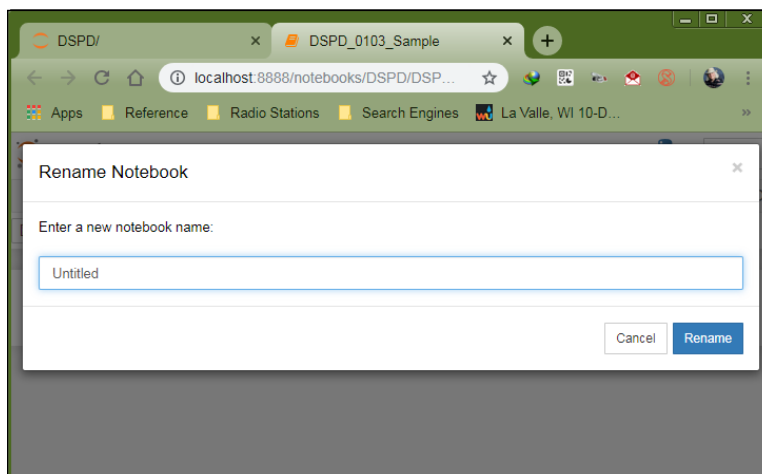 DSPD/
DSPD_0103_Sample
localhost:8888/notebooks/DSPD/DSP...
Apps Reference Radio Stations Search Engines La Valle, WI 10-D...
Rename Notebook
Enter a new notebook name:
Untitled
Cancel Rename